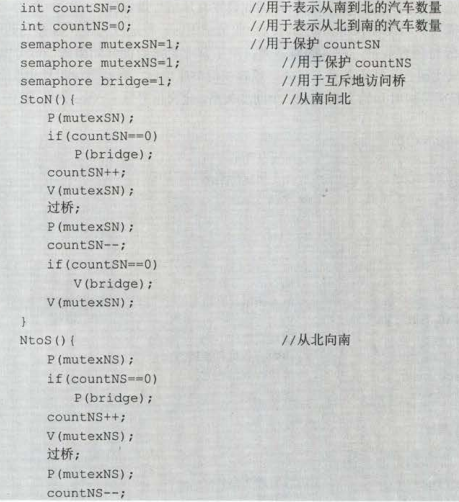 int countSN=0; //用于表示从南到北的汽车数量
int countNS=0; //用于表示从北到南的汽车数量
semaphore mutexSN=1; //用于保护 countSN
semaphore mutexNS=1; //用于保护 countNS
semaphore bridge=1; //用于互斥地访问桥
StoN(){ //从南向北
P(mutexSN);
if(countSN==0)
P(bridge);
countSN++;
V(mutexSN);
过桥;
P(mutexSN);
countSN--;
if(countSN==0)
V(bridge);
V(mutexSN);
}
NtoS(){ //从北向南
P(mutexNS);
if(countNS==0)
P(bridge);
countNS++;
V(mutexNS);
过桥;
P(mutexNS);
countNS--;